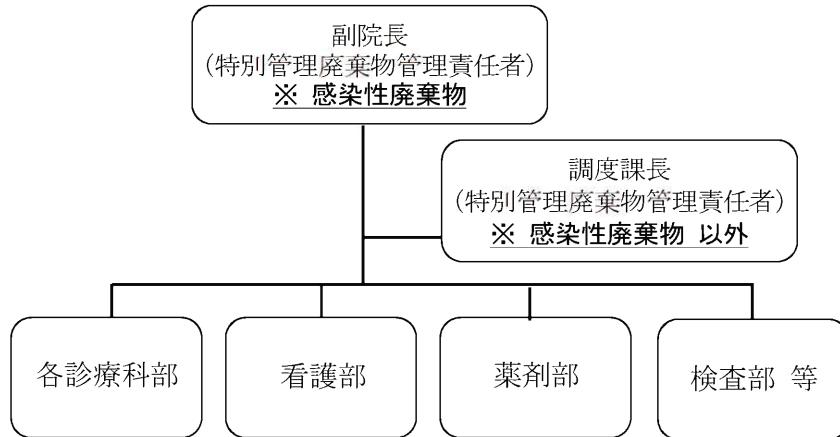 副院長
(特別管理廃棄物管理責任者)
※ 感染性廃棄物
調度課長
(特別管理廃棄物管理責任者)
※ 感染性廃棄物 以外
各診療科部
看護部
薬剤部
検査部 等